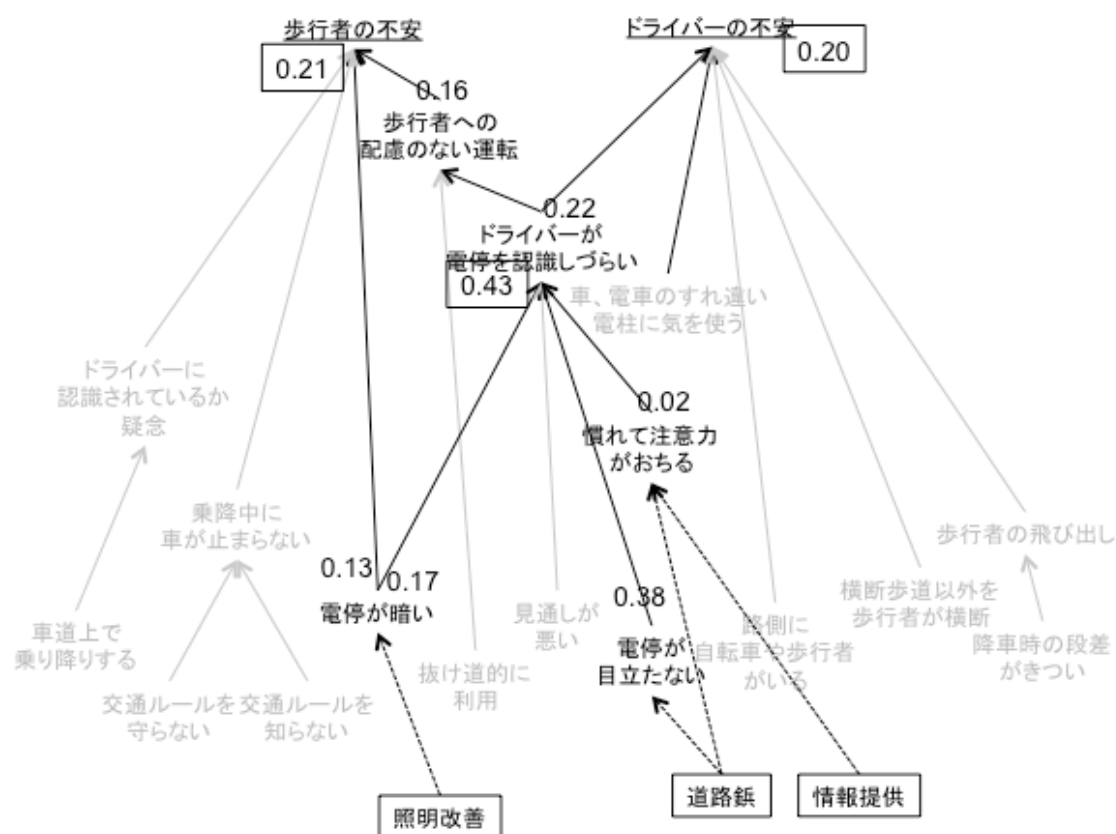 歩行者の不安
ドライバーの不安
0.21
0.20
0.16
歩行者への
配慮のない運転
0.22
ドライバーが
電停を認識しづらい
0.43
車、電車のすれ違い
電柱に気を使う
ドライバーに
認識されているか
疑念
0.02
慣れて注意力
がおちる
乗降中に
車が止まらない
歩行者の飛び出し
0.13
0.17
電停が暗い
見通しが
悪い
0.38
電停が
目立たない
路側に
自転車や歩行者
がいる
横断歩道以外を
歩行者が横断
降車時の段差
がきつい
車道上で
乗り降りする
抜け道的に
利用
交通ルールを
守らない
交通ルールを
知らない
照明改善
道路鋲
情報提供